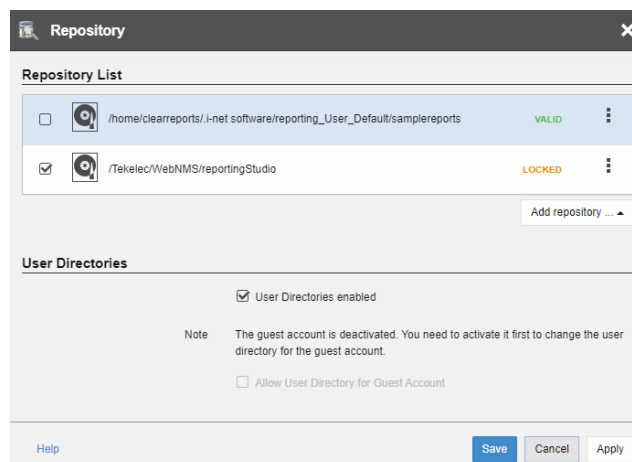 Repository
Repository List
/home/clearreports/.i-net software/reporting_User_Default/samplereports VALID
/Tekelec/WebNMS/reportingStudio LOCKED
Add repository ...
User Directories
User Directories enabled
Note The guest account is deactivated. You need to activate it first to change the user
directory for the guest account.
Allow User Directory for Guest Account
Help Save Cancel Apply